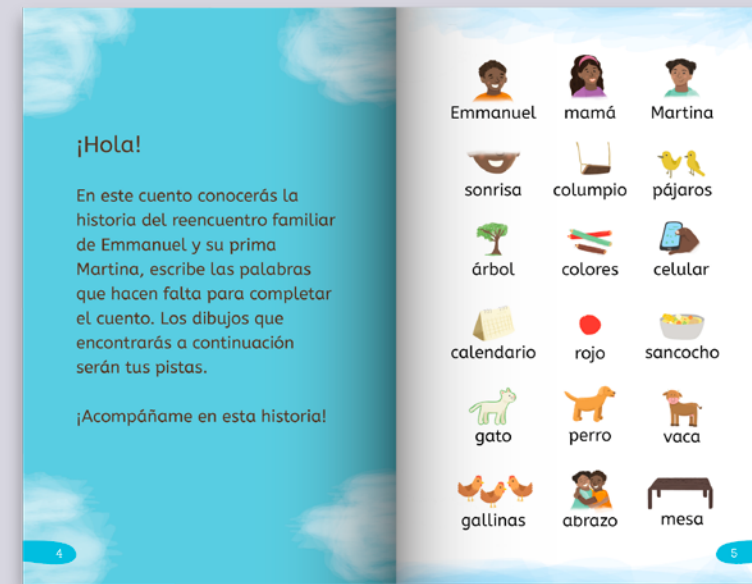 ¡Hola!
En este cuento conocerás la
historia del reencuentro familiar
de Emmanuel y su prima
Martina, escribe las palabras
que hacen falta para completar
el cuento. Los dibujos que
encontrarás a continuación
serán tus pistas.
¡Acompáñame en esta historia!
4
Emmanuel mamá Martina
sonrisa columpio pájaros
árbol colores celular
calendario rojo sancocho
gato perro vaca
gallinas abrazo mesa
5